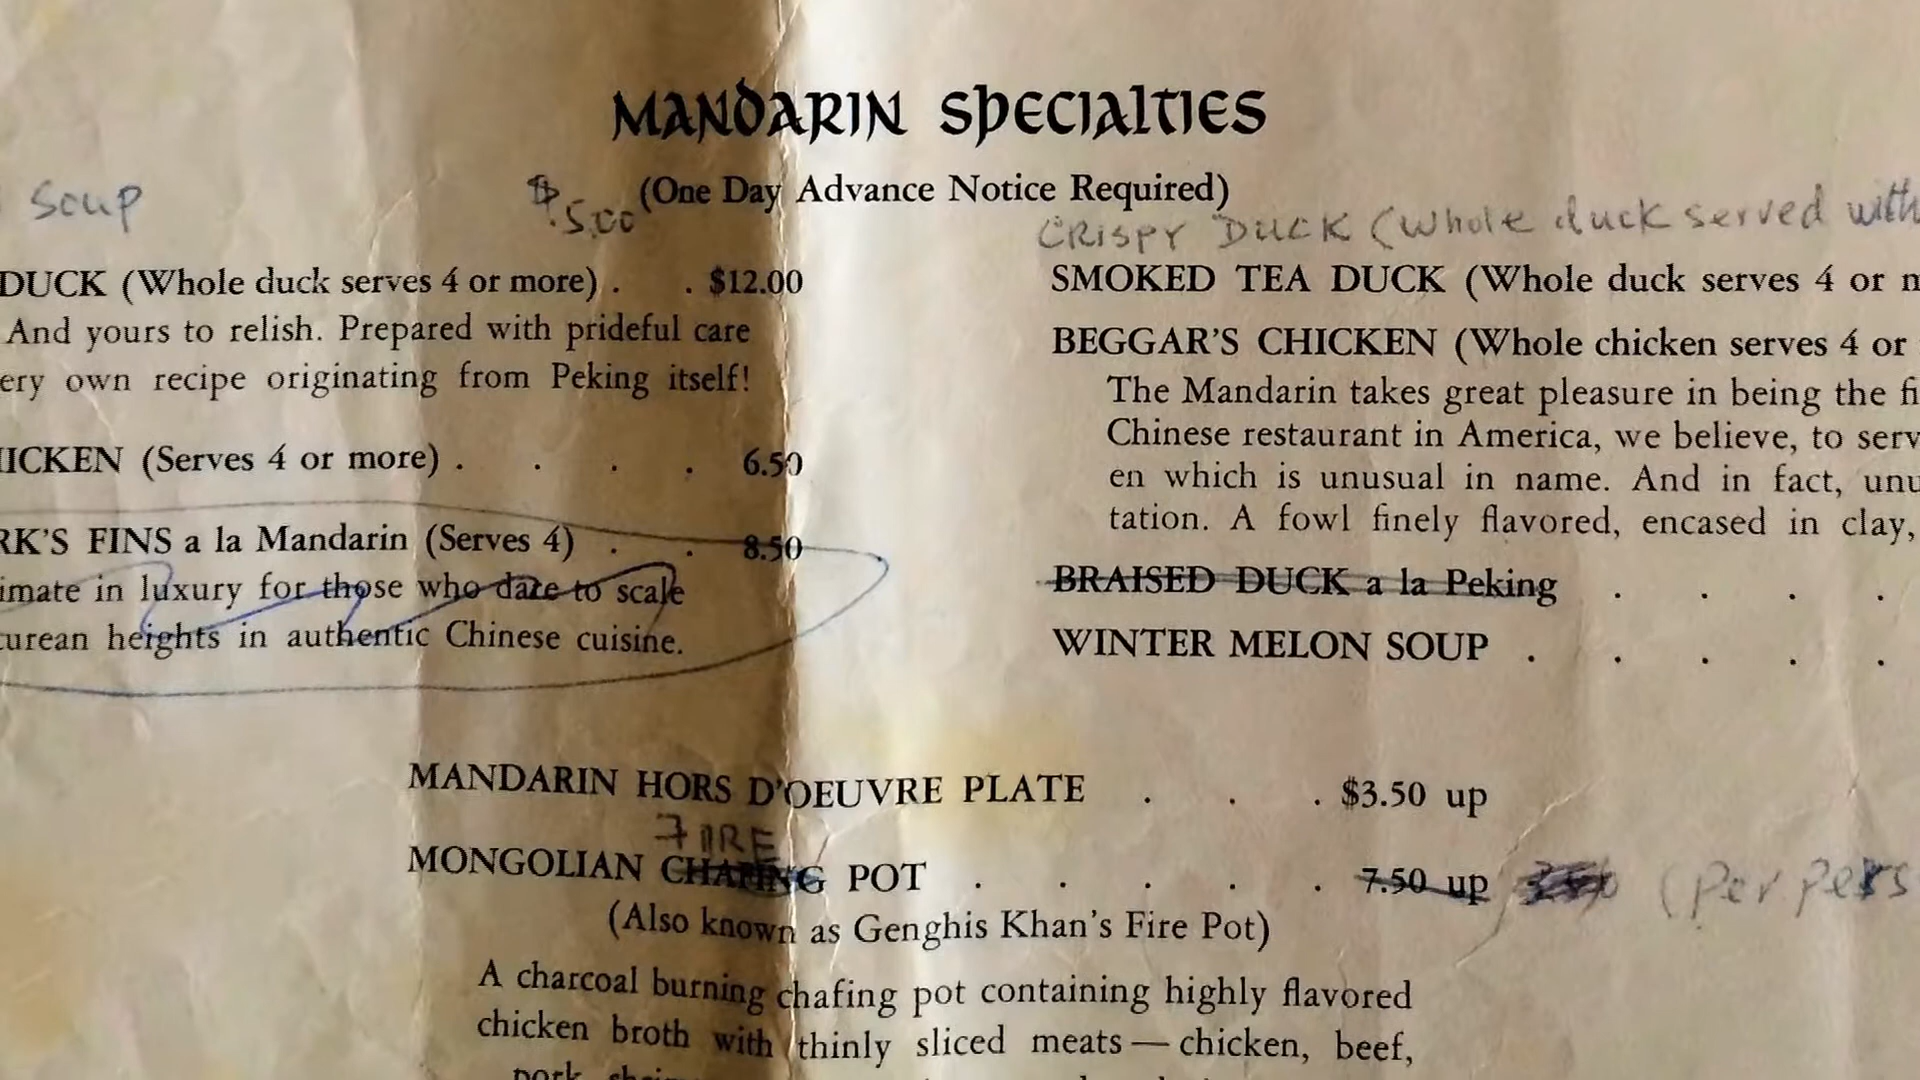 MANDARIN SPECIALTIES
(One Day Advance Notice Required)
Soup $5.00
DUCK (Whole duck serves 4 or more) . . $12.00
And yours to relish. Prepared with prideful care
ery own recipe originating from Peking itself!
ICKEN (Serves 4 or more) . . . . 6.50
RK'S FINS a la Mandarin (Serves 4) . . 8.50
imate in luxury for those who dare to scale
urean heights in authentic Chinese cuisine.
CRISPY DUCK (Whole duck served with
SMOKED TEA DUCK (Whole duck serves 4 or m
BEGGAR'S CHICKEN (Whole chicken serves 4 or
The Mandarin takes great pleasure in being the fi
Chinese restaurant in America, we believe, to serv
en which is unusual in name. And in fact, unu
tation. A fowl finely flavored, encased in clay,
BRAISED DUCK a la Peking . . . .
WINTER MELON SOUP . . . . .
MANDARIN HORS D'OEUVRE PLATE . . . $3.50 up
FIRE
MONGOLIAN CHAFING POT . . . . . 7.50 up (Per pers
(Also known as Genghis Khan's Fire Pot)
A charcoal burning chafing pot containing highly flavored
chicken broth with thinly sliced meats — chicken, beef,
pork,